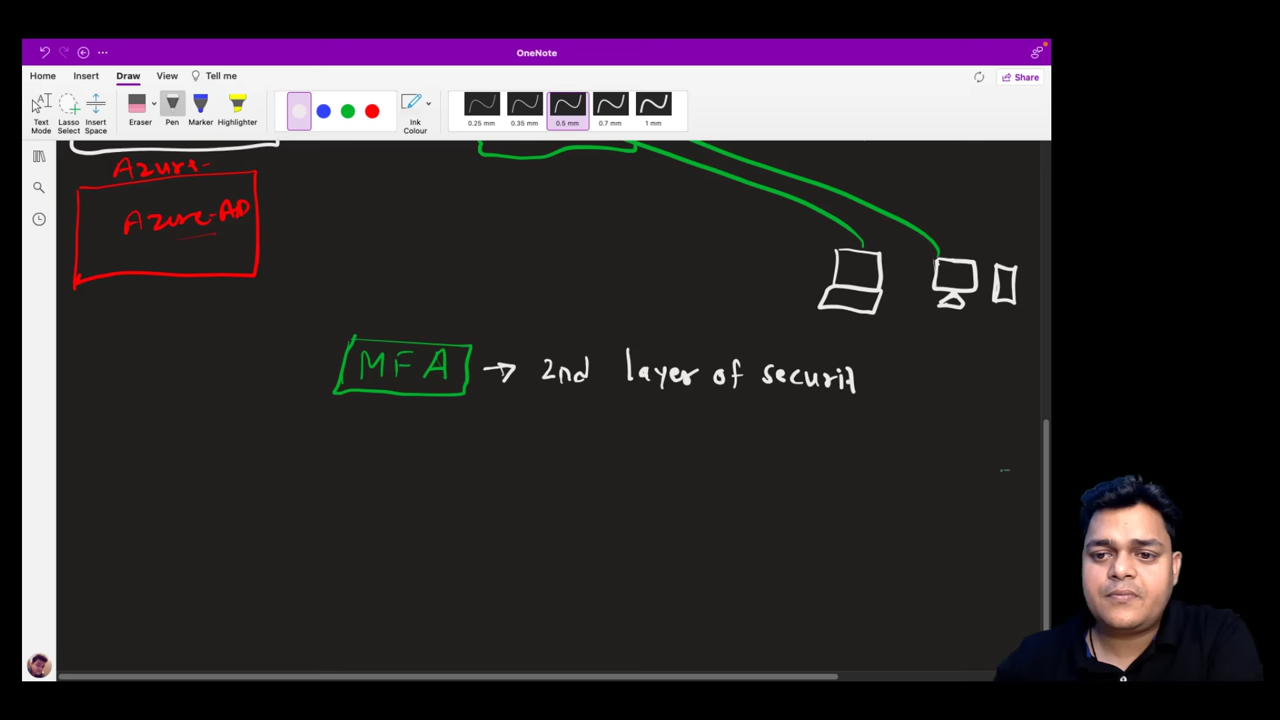 OneNote
Home Insert Draw View Tell me
Share
Text Mode
Lasso Select
Insert Space
Eraser
Pen
Marker
Highlighter
Ink Colour
0.25 mm
0.35 mm
0.5 mm
0.7 mm
1 mm
Azure
Azure-AD
MFA → 2nd layer of securit